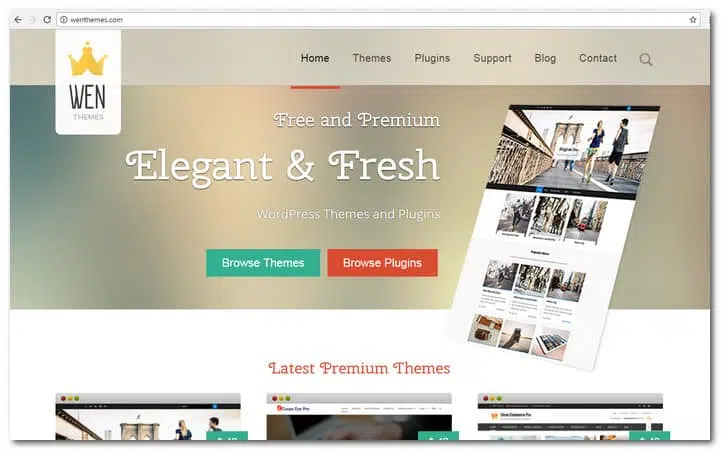 wenthemes.com
WEN
THEMES
Home Themes Plugins Support Blog Contact
Free and Premium
Elegant & Fresh
WordPress Themes and Plugins
Browse Themes Browse Plugins
Latest Premium Themes